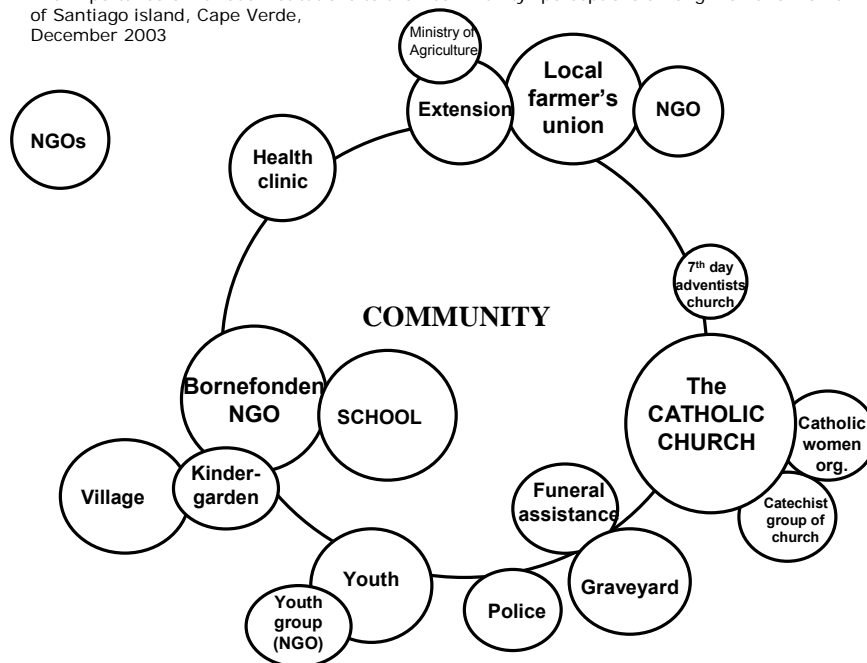 of Santiago island, Cape Verde,
December 2003
Ministry of
Agriculture
Extension
Local
farmer's
union
NGO
NGOs
Health
clinic
7th day
adventists
church
COMMUNITY
Bornefonden
NGO
SCHOOL
The
CATHOLIC
CHURCH
Catholic
women
org.
Catechist
group of
church
Village
Kinder-
garden
Funeral
assistance
Youth
Youth
group
(NGO)
Police
Graveyard